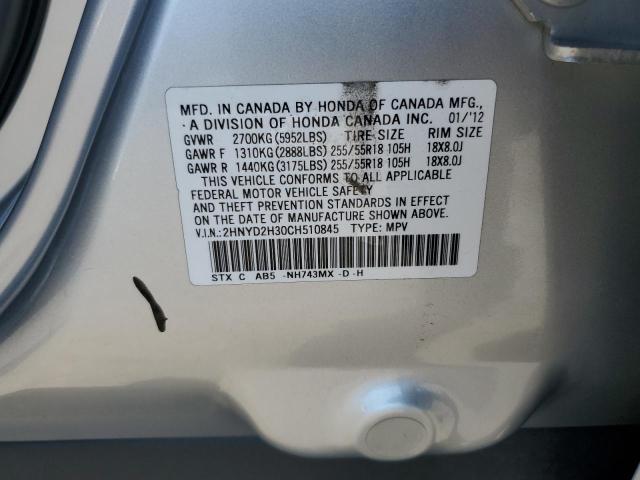 MFD. IN CANADA BY HONDA OF CANADA MFG.,
· A DIVISION OF HONDA CANADA INC. 01/'12
GVWR 2700KG (5952LBS) TIRE-SIZE RIM SIZE
GAWR F 1310KG (2888LBS) 255/55R18 105H 18X8.0J
GAWR R 1440KG (3175LBS) 255/55R18 105H 18X8.0J
THIS VEHICLE CONFORMS TO ALL APPLICABLE
FEDERAL MOTOR VEHICLE SAFETY
AND THEFT PREVENTION STANDARDS IN EFFECT
ON THE DATE OF MANUFACTURE SHOWN ABOVE.
V.I.N.: 2HNYD2H30CH510845 TYPE: MPV
STX C AB5 -NH743MX -D -H